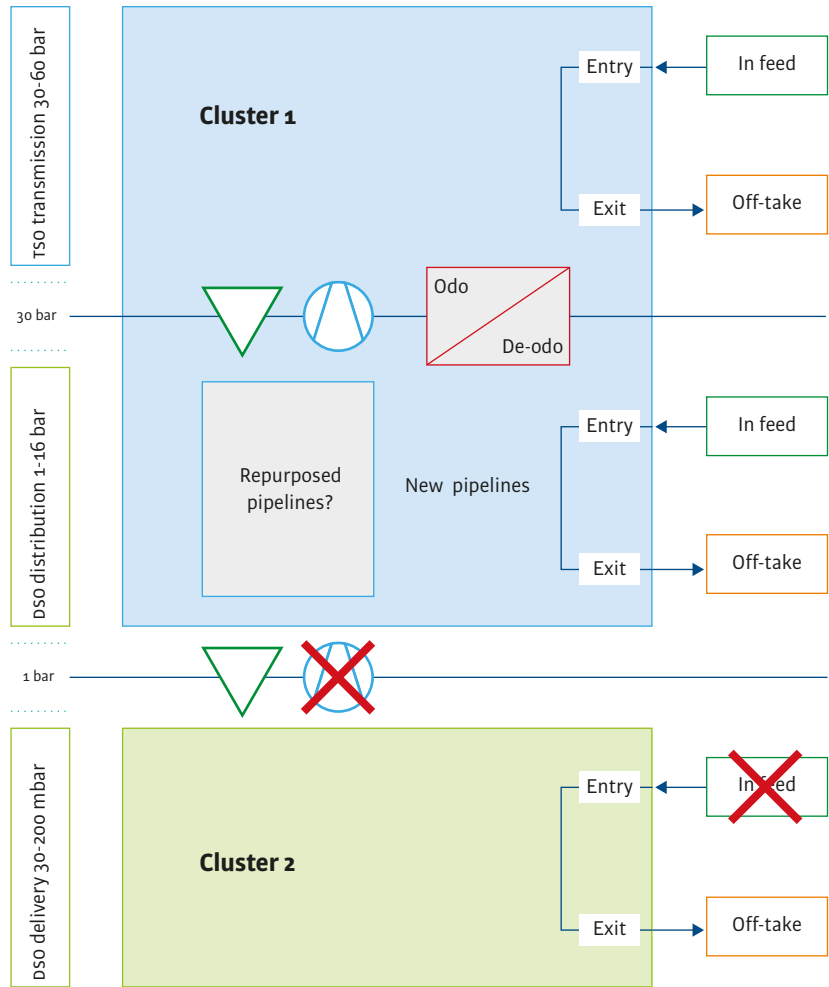 TSO transmission 30-60 bar
Cluster 1
Entry
In feed
Exit
Off-take
30 bar
Odo
De-odo
DSO distribution 1-16 bar
Repurposed
pipelines?
New pipelines
Entry
In feed
Exit
Off-take
1 bar
DSO delivery 30-200 mbar
Cluster 2
Entry
In feed
Exit
Off-take